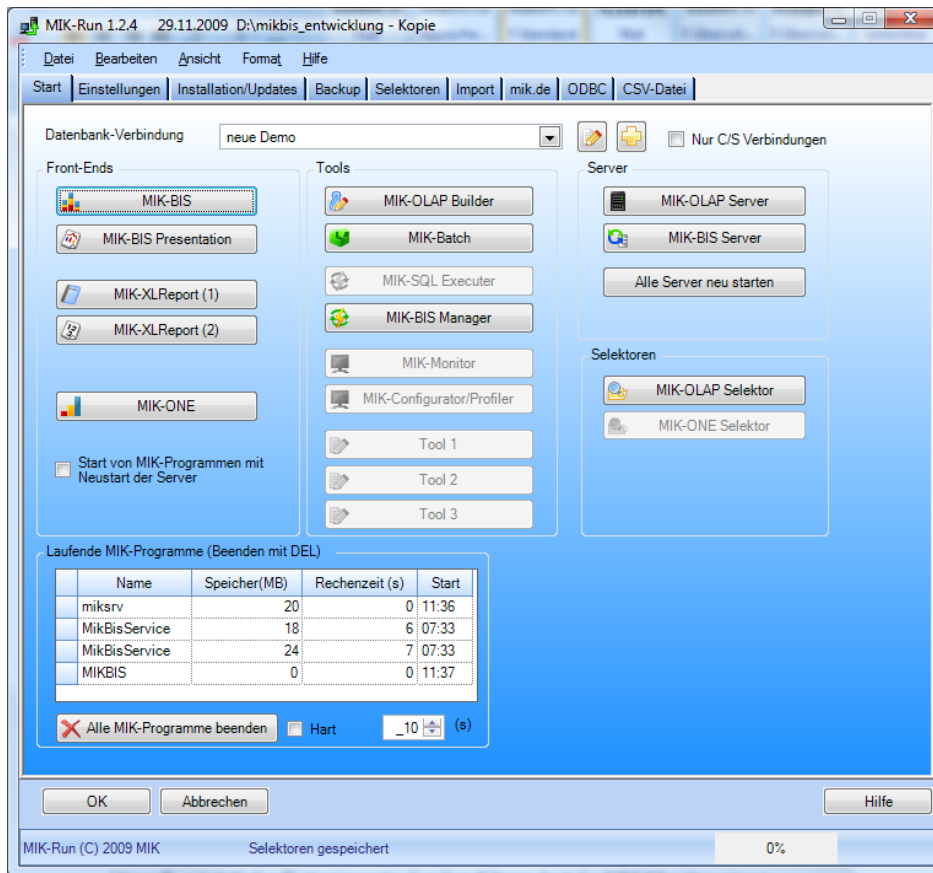 MIK-Run 1.2.4 29.11.2009 D:\mikbis_entwicklung - Kopie
Datei Bearbeiten Ansicht Format Hilfe
Start Einstellungen Installation/Updates Backup Selektoren Import mik.de ODBC CSV-Datei
Datenbank-Verbindung neue Demo Nur C/S Verbindungen
Front-Ends
MIK-BIS
MIK-BIS Presentation
MIK-XLReport (1)
MIK-XLReport (2)
MIK-ONE
Start von MIK-Programmen mit
Neustart der Server
Tools
MIK-OLAP Builder
MIK-Batch
MIK-SQL Executer
MIK-BIS Manager
MIK-Monitor
MIK-Configurator/Profiler
Tool 1
Tool 2
Tool 3
Server
MIK-OLAP Server
MIK-BIS Server
Alle Server neu starten
Selektoren
MIK-OLAP Selektor
MIK-ONE Selektor
Laufende MIK-Programme (Beenden mit DEL)
Name Speicher(MB) Rechenzeit (s) Start
miksrv 20 0 11:36
MikBisService 18 6 07:33
MikBisService 24 7 07:33
MIKBIS 0 0 11:37
Alle MIK-Programme beenden Hart _10 (s)
OK Abbrechen Hilfe
MIK-Run (C) 2009 MIK Selektoren gespeichert 0%